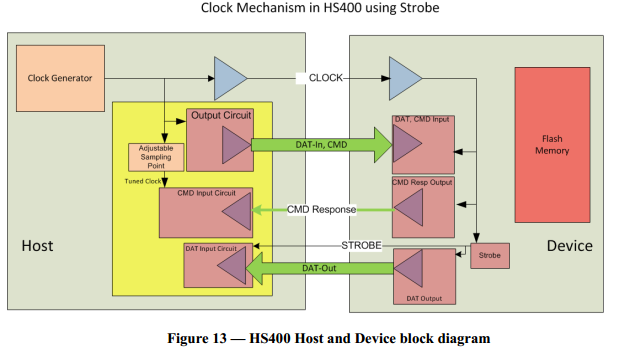 Clock Mechanism in HS400 using Strobe
Clock Generator
CLOCK
Output Circuit
DAT, CMD Input
Flash
Memory
DAT-In, CMD
Adjustable
Sampling
Point
Tuned Clock
CMD Input Circuit
CMD Resp Output
CMD Response
Host
DAT Input Circuit
STROBE
Strobe
Device
DAT-Out
DAT Output
Figure 13 — HS400 Host and Device block diagram